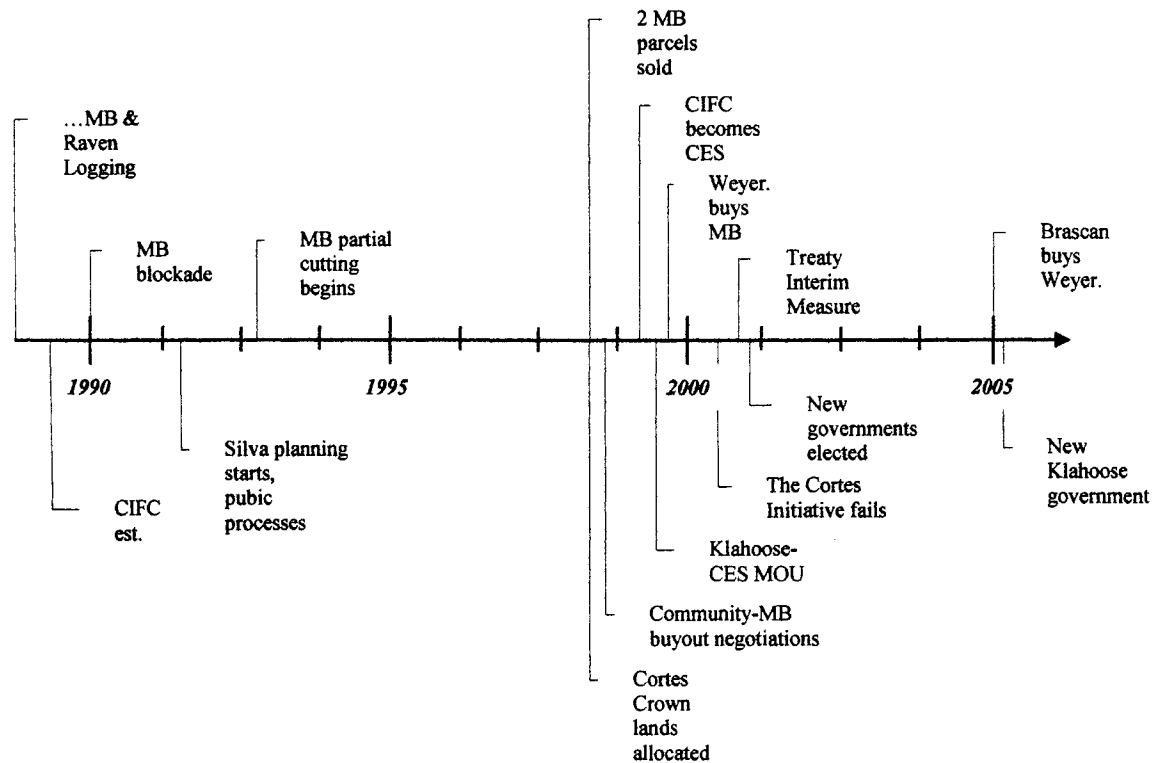 2 MB
parcels
sold
CIFC
becomes
CES
…MB &
Raven
Logging
Weyer.
buys
MB
MB
blockade
MB partial
cutting
begins
Treaty
Interim
Measure
Brascan
buys
Weyer.
1990
1995
2000
2005
New
governments
elected
Silva planning
starts,
pubic
processes
New
Klahoose
government
The Cortes
Initiative fails
CIFC
est.
Klahoose-
CES MOU
Community-MB
buyout negotiations
Cortes
Crown
lands
allocated